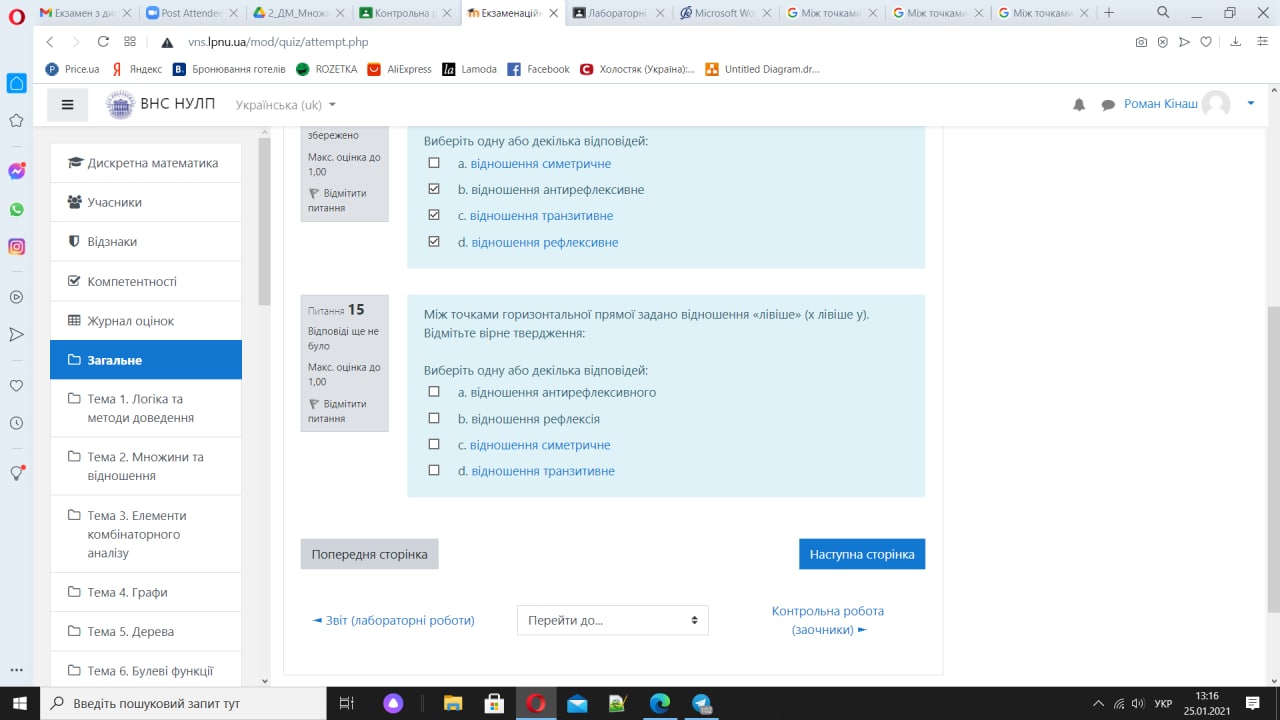 Екзамен з ди
Post Attendee
2_ДМ_Множи
Контрольна р
Екзаменаційн
Лабораторні
Microsoft Wor
Між точками
Між точками
Між точками
vns.lpnu.ua/mod/quiz/attempt.php
Price.ua
Яндекс
Бронювання готелів
ROZETKA
AliExpress
Lamoda
Facebook
Холостяк (Україна):...
Untitled Diagram.dr...
ВНС НУЛП
Українська (uk)
Роман Кінаш
Дискретна математика
Учасники
Відзнаки
Компетентності
Журнал оцінок
Загальне
Тема 1. Логіка та
методи доведення
Тема 2. Множини та
відношення
Тема 3. Елементи
комбінаторного
аналізу
Тема 4. Графи
Тема 5. Дерева
Тема 6. Булеві функції
збережено
Макс. оцінка до
1,00
Відмітити
питання
Виберіть одну або декілька відповідей:
a. відношення симетричне
b. відношення антирефлексивне
c. відношення транзитивне
d. відношення рефлексивне
Питання 15
Відповіді ще не
було
Макс. оцінка до
1,00
Відмітити
питання
Між точками горизонтальної прямої задано відношення «лівіше» (x лівіше y).
Відмітьте вірне твердження:
Виберіть одну або декілька відповідей:
a. відношення антирефлексивного
b. відношення рефлексія
c. відношення симетричне
d. відношення транзитивне
Попередня сторінка
Наступна сторінка
◄ Звіт (лабораторні роботи)
Перейти до...
Контрольна робота
(заочники) ►
Введіть пошуковий запит тут
102
УКР
13:16
25.01.2021